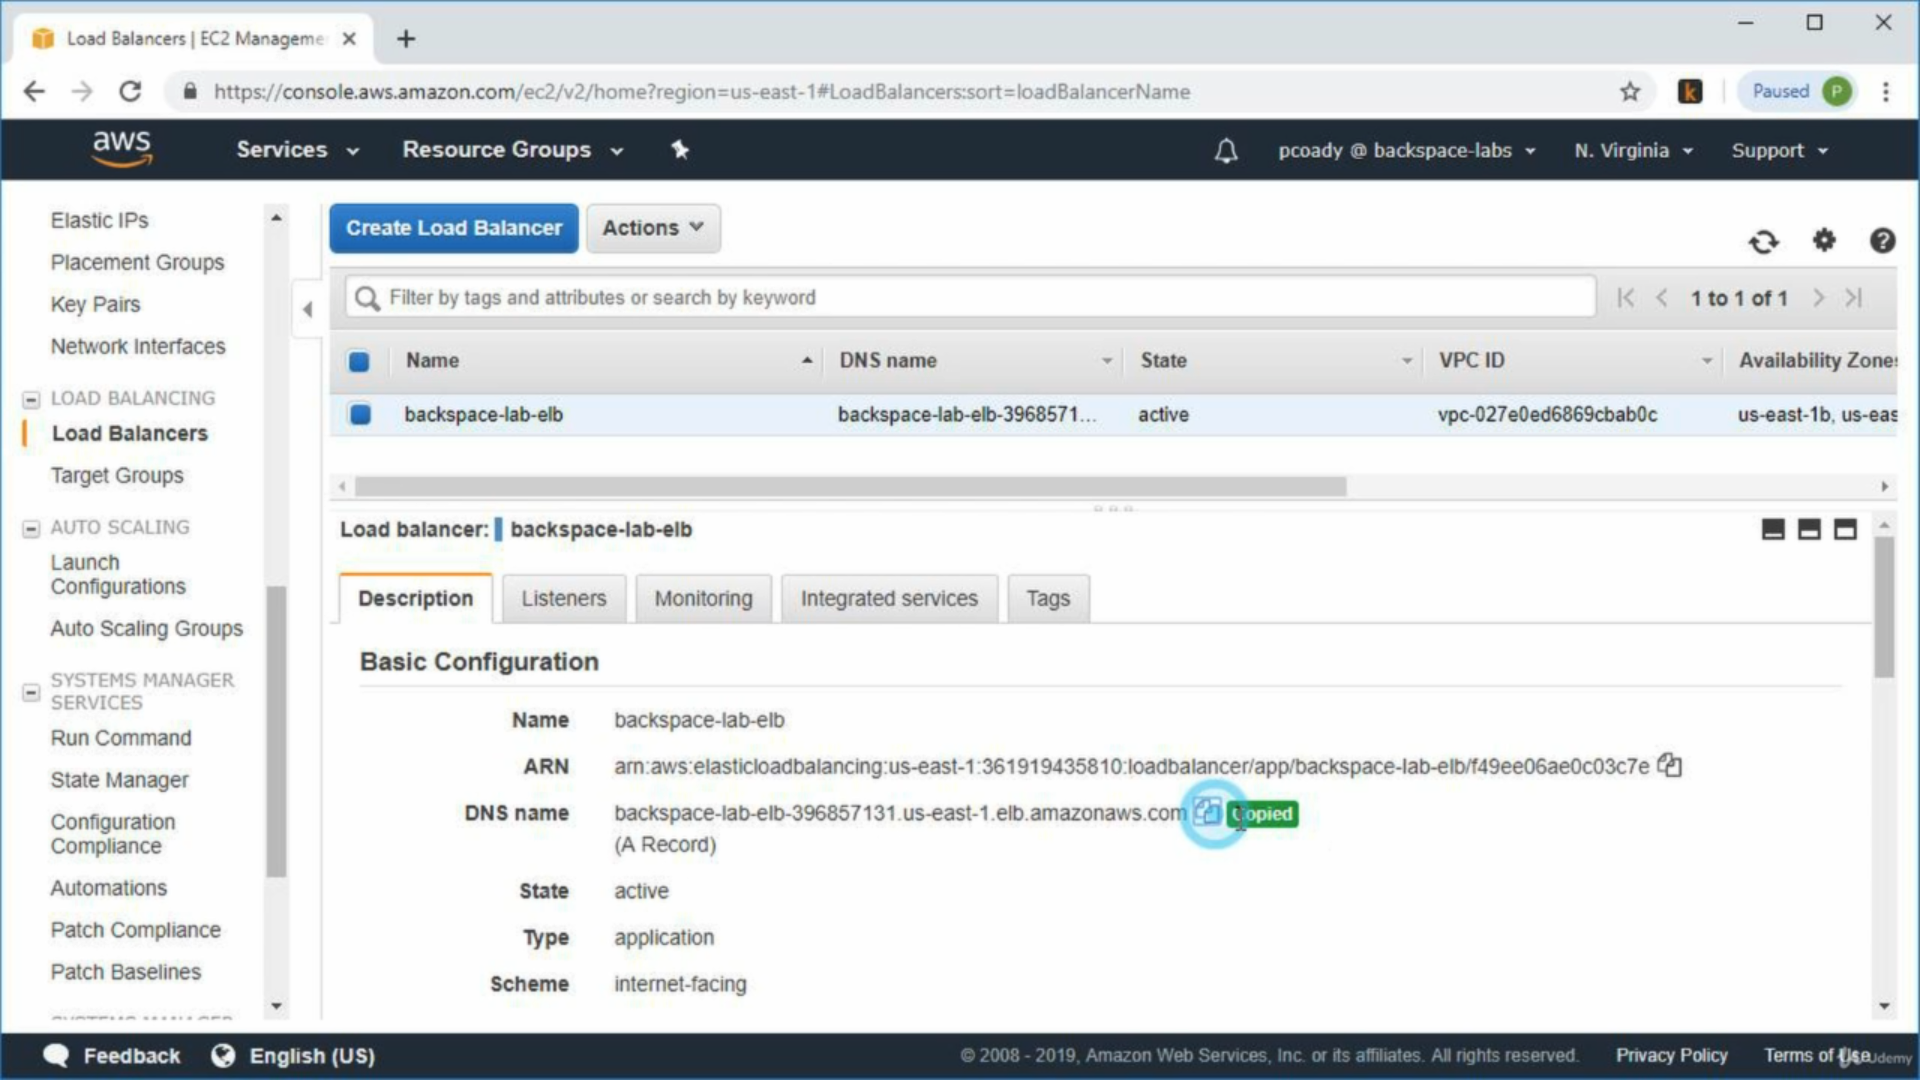 Load Balancers | EC2 Manageme
https://console.aws.amazon.com/ec2/v2/home?region=us-east-1#LoadBalancers:sort=loadBalancerName
k
Paused
P
aws
Services
Resource Groups
pcoady @ backspace-labs
N. Virginia
Support
Elastic IPs
Placement Groups
Key Pairs
Network Interfaces
LOAD BALANCING
Load Balancers
Target Groups
AUTO SCALING
Launch
Configurations
Auto Scaling Groups
SYSTEMS MANAGER
SERVICES
Run Command
State Manager
Configuration
Compliance
Automations
Patch Compliance
Patch Baselines
Create Load Balancer
Actions
Filter by tags and attributes or search by keyword
1 to 1 of 1
Name DNS name State VPC ID Availability Zone
backspace-lab-elb backspace-lab-elb-3968571... active vpc-027e0ed6869cbab0c us-east-1b, us-eas
Load balancer: backspace-lab-elb
Description
Listeners
Monitoring
Integrated services
Tags
Basic Configuration
Name backspace-lab-elb
ARN arn:aws:elasticloadbalancing:us-east-1:361919435810:loadbalancer/app/backspace-lab-elb/f49ee06ae0c03c7e
DNS name backspace-lab-elb-396857131.us-east-1.elb.amazonaws.com Copied
(A Record)
State active
Type application
Scheme internet-facing
Feedback
English (US)
© 2008 - 2019, Amazon Web Services, Inc. or its affiliates. All rights reserved.
Privacy Policy
Terms of Use
Udemy